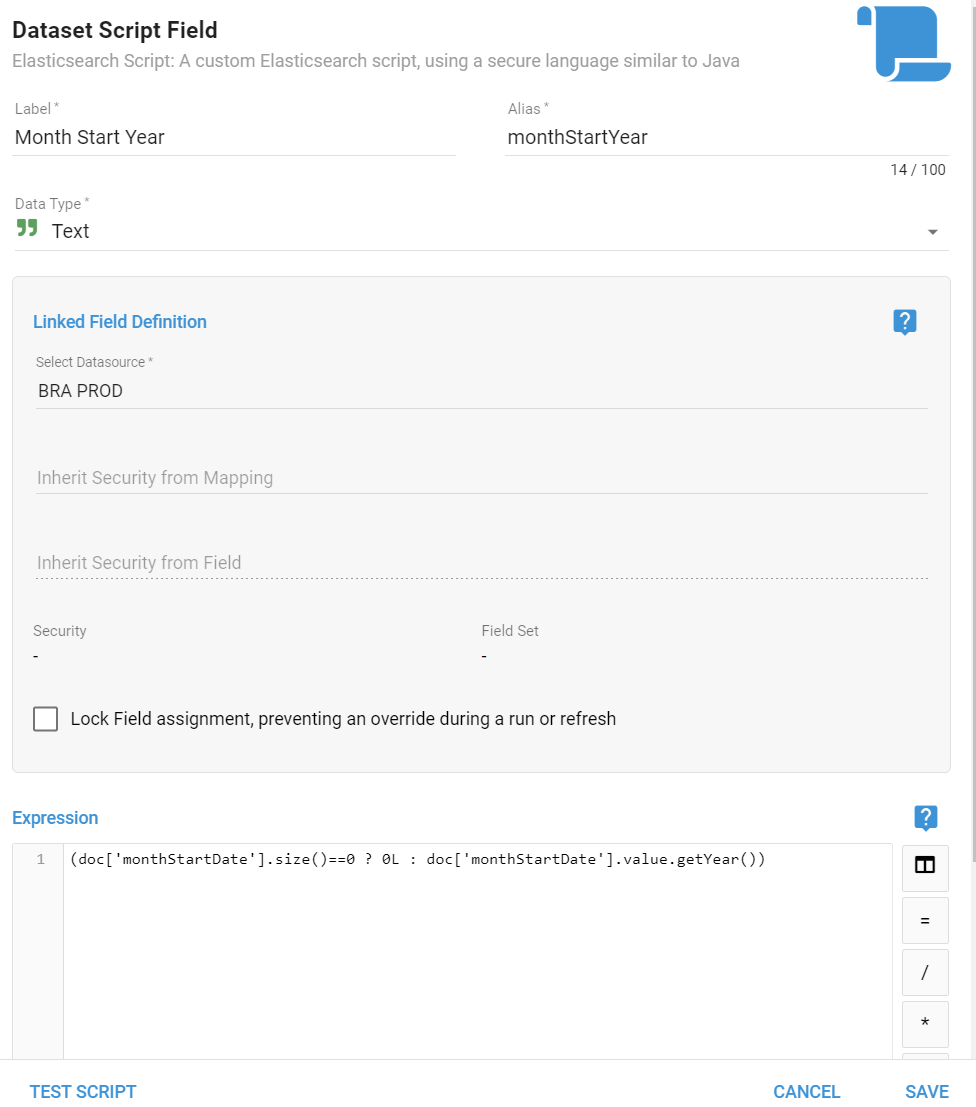 Dataset Script Field
Elasticsearch Script: A custom Elasticsearch script, using a secure language similar to Java
Label *
Alias *
Month Start Year
monthStartYear
14 / 100
Data Type *
Text
Linked Field Definition
?
Select Datasource *
BRA PROD
Inherit Security from Mapping
Inherit Security from Field
Security
Field Set
-
-
Lock Field assignment, preventing an override during a run or refresh
Expression
?
1
(doc['monthStartDate'].size()==0 ? 0L : doc['monthStartDate'].value.getYear())
=
/
*
TEST SCRIPT
CANCEL
SAVE